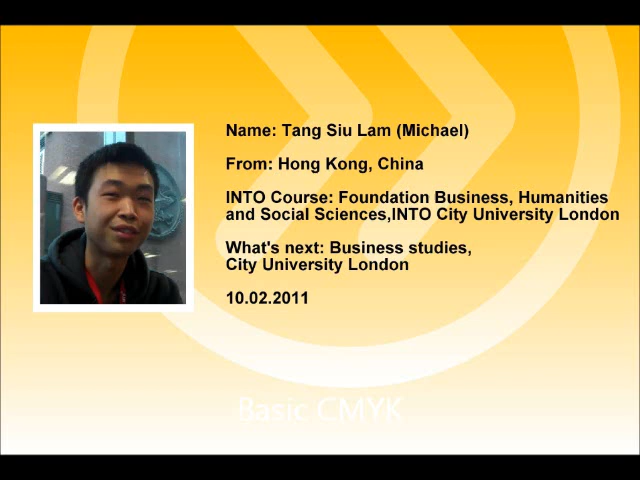 Name: Tang Siu Lam (Michael)
From: Hong Kong, China
INTO Course: Foundation Business, Humanities
and Social Sciences,INTO City University London
What's next: Business studies,
City University London
10.02.2011
Basic CMYK